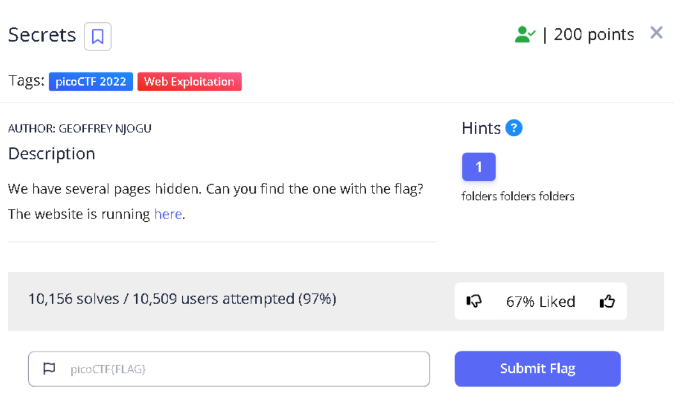 Secrets
| 200 points
Tags: picoCTF 2022 Web Exploitation
AUTHOR: GEOFFREY NJOGU
Description
We have several pages hidden. Can you find the one with the flag?
The website is running here.
Hints ?
1
folders folders folders
10,156 solves / 10,509 users attempted (97%)
67% Liked
picoCTF{FLAG}
Submit Flag